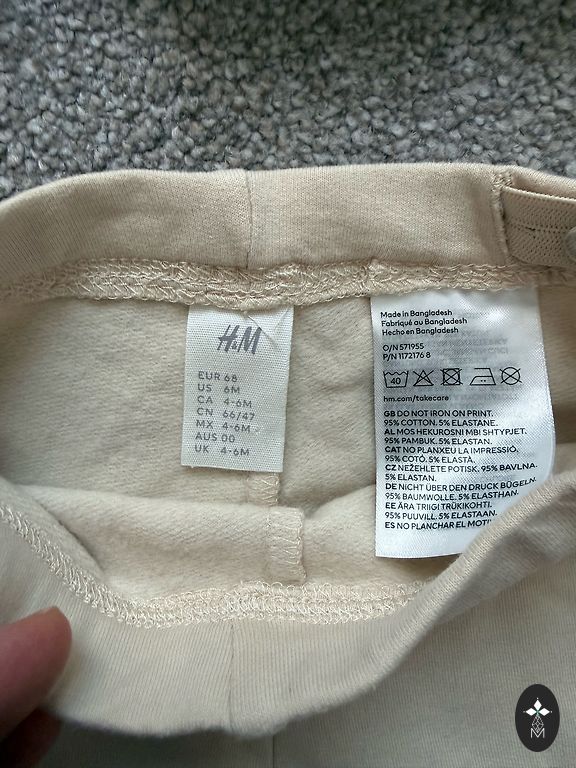 H&M
EUR 68
US 6M
CA 4-6M
CN 66/47
MX 4-6M
AUS 00
UK 4-6M
Made in Bangladesh
Fabriqué au Bangladesh
Hecho en Bangladesh
O/N 571955
P/N 1172176 8
40
hm.com/takecare
GB DO NOT IRON ON PRINT.
95% COTTON. 5% ELASTANE.
AL MOS HEKUROSNI MBI SHTYPJET.
95% PAMBUK. 5% ELASTAN.
CAT NO PLANXEU LA IMPRESSIÓ.
95% COTÓ. 5% ELASTÀ.
CZ NEŽEHLETE POTISK. 95% BAVLNA.
5% ELASTAN.
DE NICHT ÜBER DEN DRUCK BÜGELN.
95% BAUMWOLLE. 5% ELASTHAN.
EE ÄRA TRIIGI TRÜKIKOHTI.
95% PUUVILL. 5% ELASTAAN.
ES NO PLANCHAR EL
M